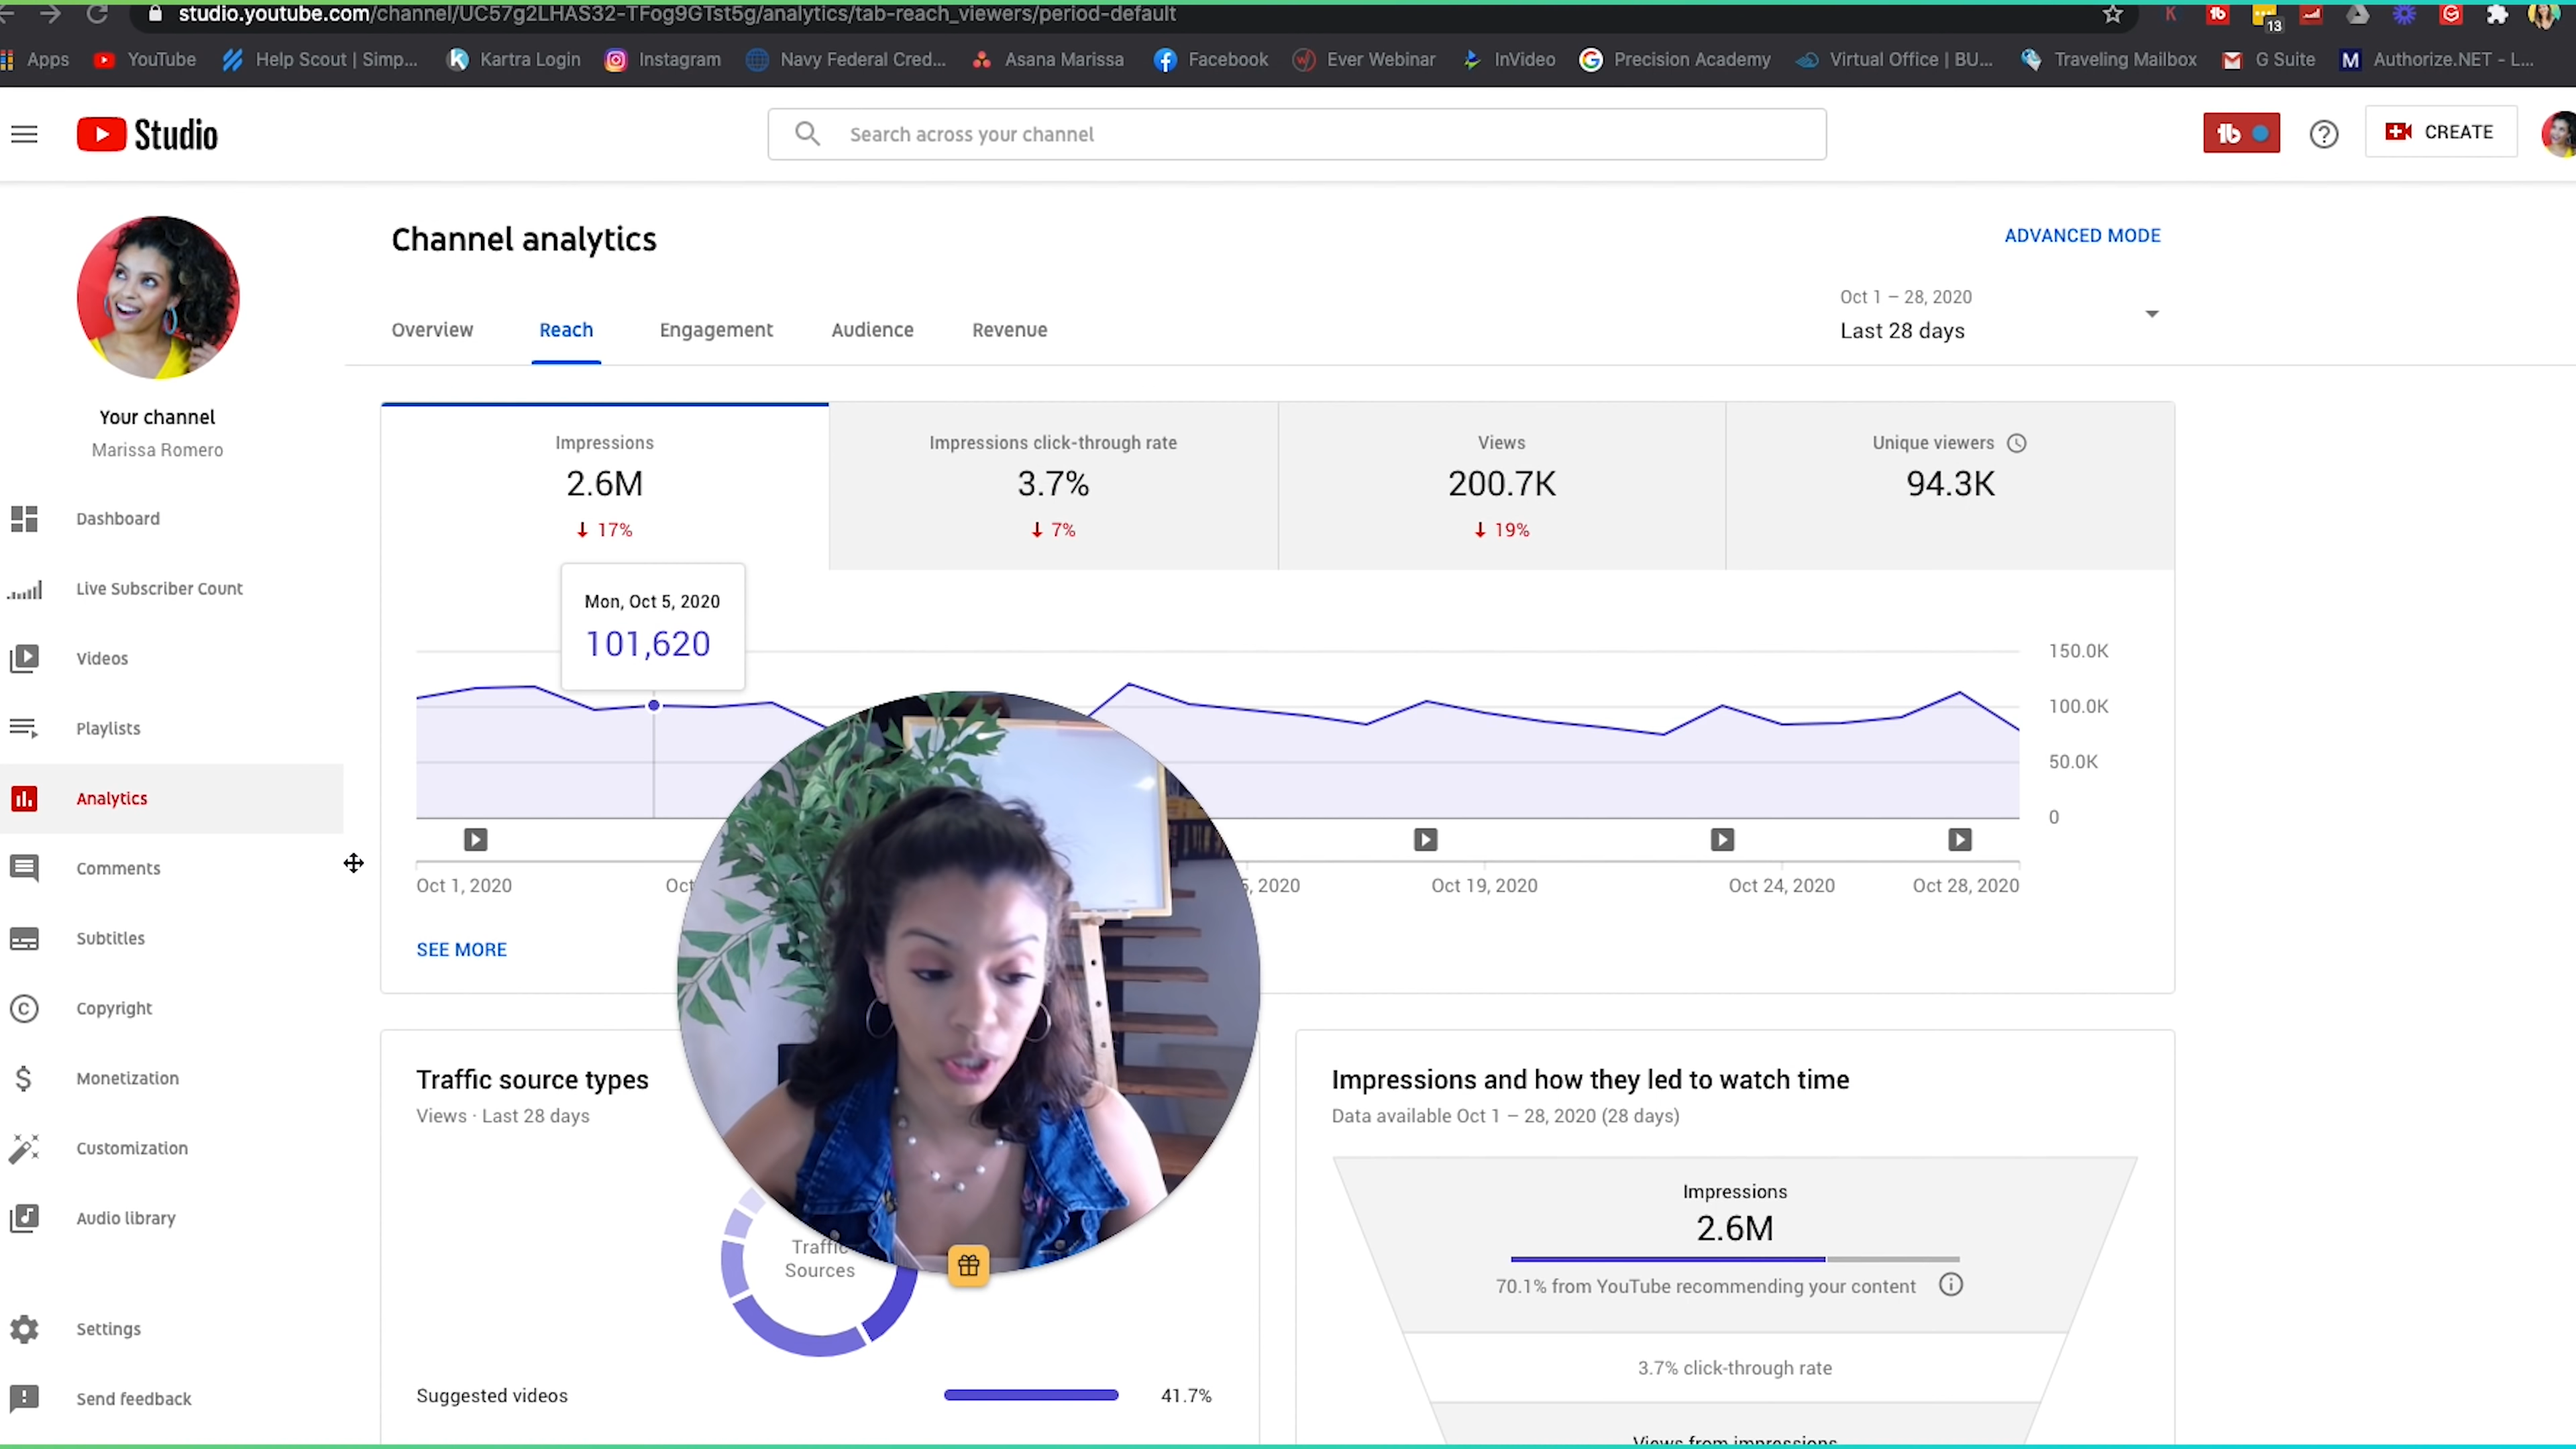 studio.youtube.com/channel/UC57g2LHAS32-TFog9GTst5g/analytics/tab-reach_viewers/period-default
13
Apps YouTube Help Scout | Simp... Kartra Login Instagram Navy Federal Cred... Asana Marissa Facebook Ever Webinar InVideo Precision Academy Virtual Office | BU... Traveling Mailbox G Suite Authorize.NET - L...
Studio
Search across your channel
CREATE
Channel analytics
ADVANCED MODE
Oct 1 – 28, 2020
Last 28 days
Overview Reach Engagement Audience Revenue
Your channel
Marissa Romero
Dashboard
Live Subscriber Count
Videos
Playlists
Analytics
Comments
Subtitles
Copyright
Monetization
Customization
Audio library
Settings
Send feedback
Impressions
2.6M
17%
Impressions click-through rate
3.7%
7%
Views
200.7K
19%
Unique viewers
94.3K
Mon, Oct 5, 2020
101,620
150.0K
100.0K
50.0K
0
Oct 1, 2020 Oct 5, 2020 Oct 19, 2020 Oct 24, 2020 Oct 28, 2020
SEE MORE
Traffic source types
Views · Last 28 days
Traffic
Sources
Suggested videos 41.7%
Impressions and how they led to watch time
Data available Oct 1 – 28, 2020 (28 days)
Impressions
2.6M
70.1% from YouTube recommending your content
3.7% click-through rate
Views from impressions